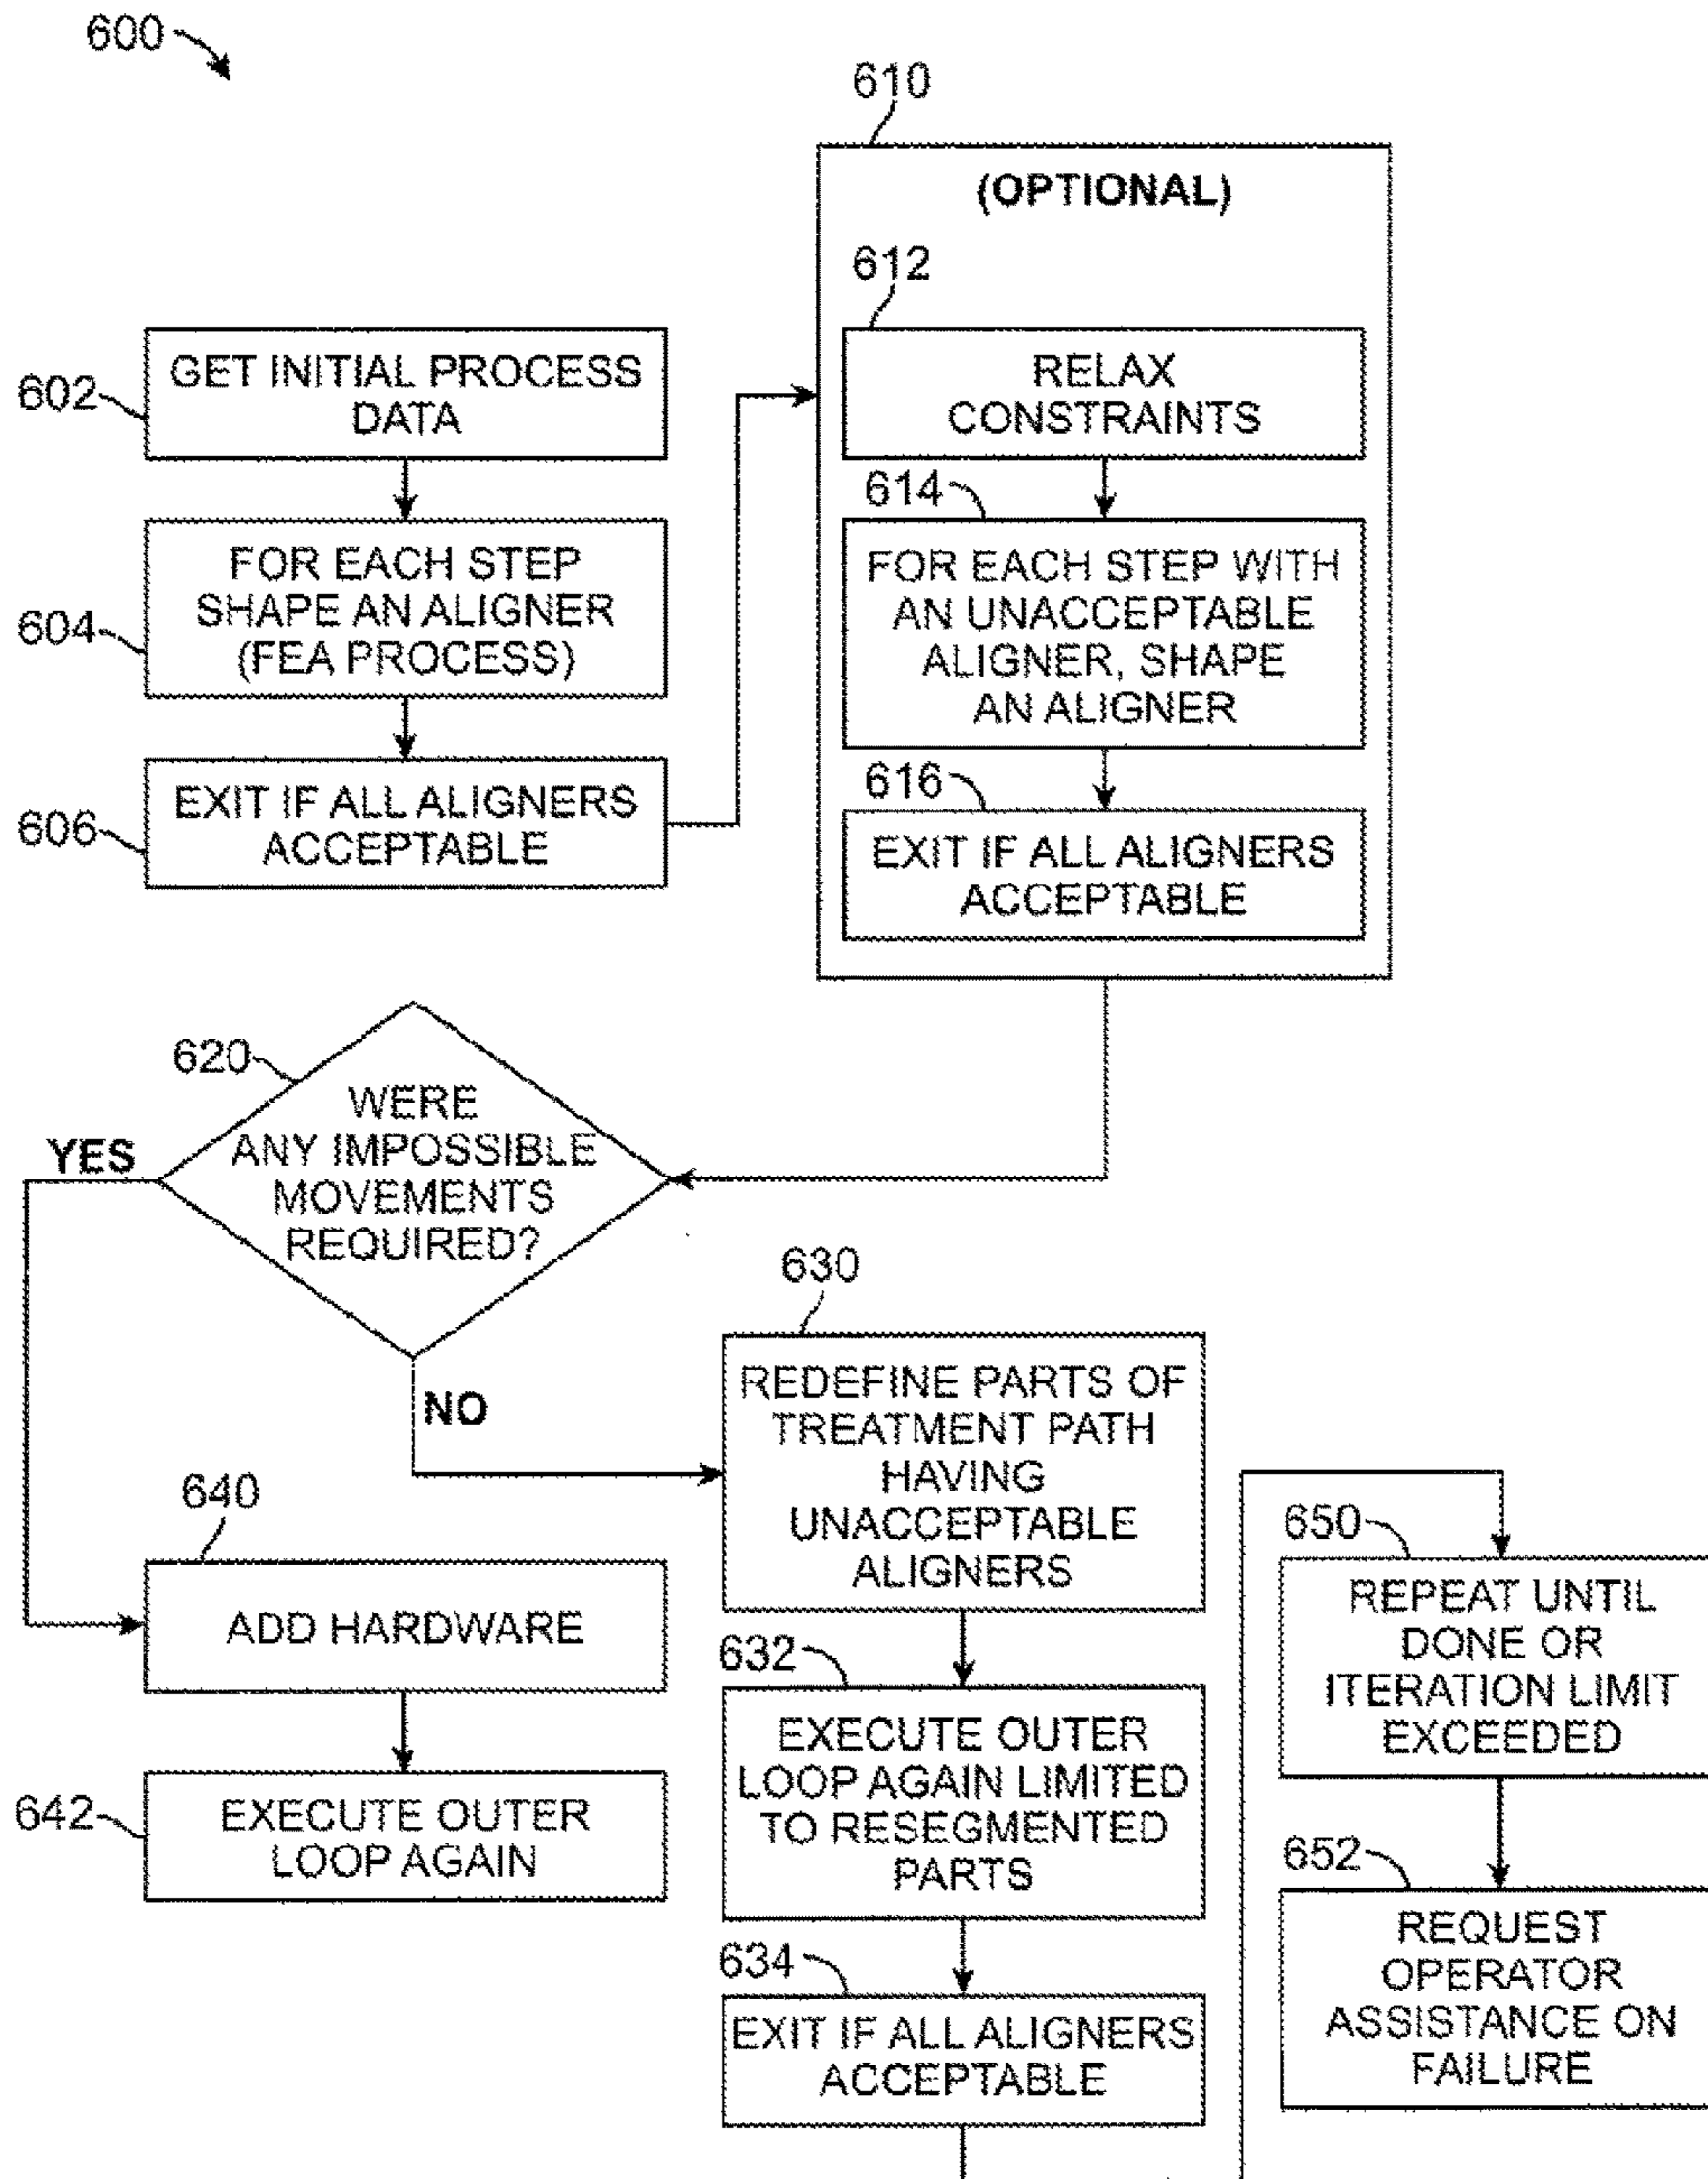 600
602
GET INITIAL PROCESS
DATA
604
FOR EACH STEP
SHAPE AN ALIGNER
(FEA PROCESS)
606
EXIT IF ALL ALIGNERS
ACCEPTABLE
610
(OPTIONAL)
612
RELAX
CONSTRAINTS
614
FOR EACH STEP WITH
AN UNACCEPTABLE
ALIGNER, SHAPE
AN ALIGNER
616
EXIT IF ALL ALIGNERS
ACCEPTABLE
620
WERE
ANY IMPOSSIBLE
MOVEMENTS
REQUIRED?
YES
NO
640
ADD HARDWARE
642
EXECUTE OUTER
LOOP AGAIN
630
REDEFINE PARTS OF
TREATMENT PATH
HAVING
UNACCEPTABLE
ALIGNERS
632
EXECUTE OUTER
LOOP AGAIN LIMITED
TO RESEGMENTED
PARTS
634
EXIT IF ALL ALIGNERS
ACCEPTABLE
650
REPEAT UNTIL
DONE OR
ITERATION LIMIT
EXCEEDED
652
REQUEST
OPERATOR
ASSISTANCE ON
FAILURE